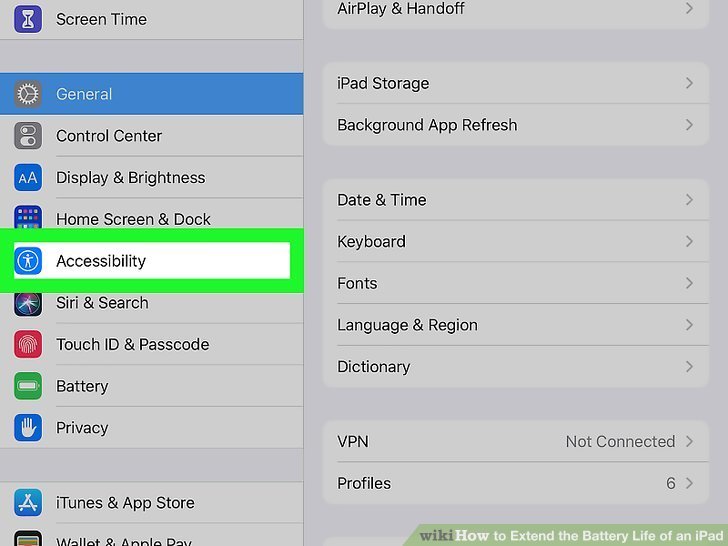 Screen Time
General
Control Center
AA Display & Brightness
Home Screen & Dock
Accessibility
Siri & Search
Touch ID & Passcode
Battery
Privacy
iTunes & App Store
Wallet & Apple Pay
AirPlay & Handoff
iPad Storage
Background App Refresh
Date & Time
Keyboard
Fonts
Language & Region
Dictionary
VPN Not Connected
Profiles 6
wikiHow to Extend the Battery Life of an iPad